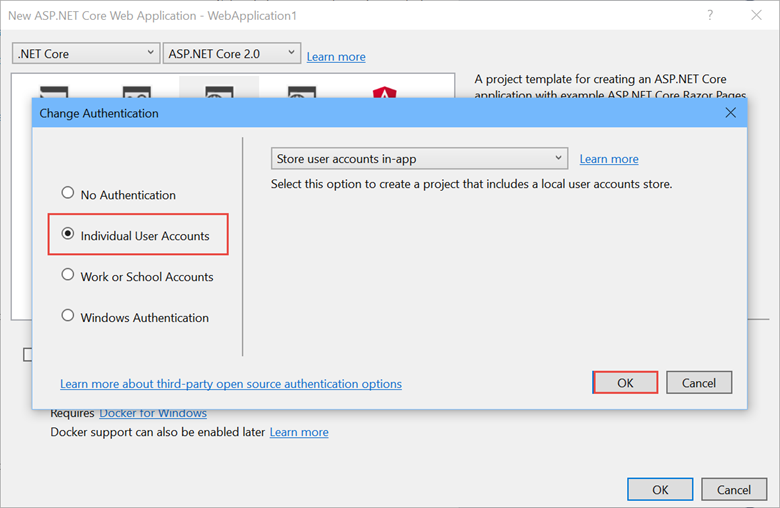 New ASP.NET Core Web Application - WebApplication1
.NET Core
ASP.NET Core 2.0
Learn more
A project template for creating an ASP.NET Core
application with example ASP.NET Core Razor Pages
Change Authentication
Store user accounts in-app
Learn more
Select this option to create a project that includes a local user accounts store.
No Authentication
Individual User Accounts
Work or School Accounts
Windows Authentication
Learn more about third-party open source authentication options
OK
Cancel
Requires Docker for Windows
Docker support can also be enabled later Learn more
OK
Cancel